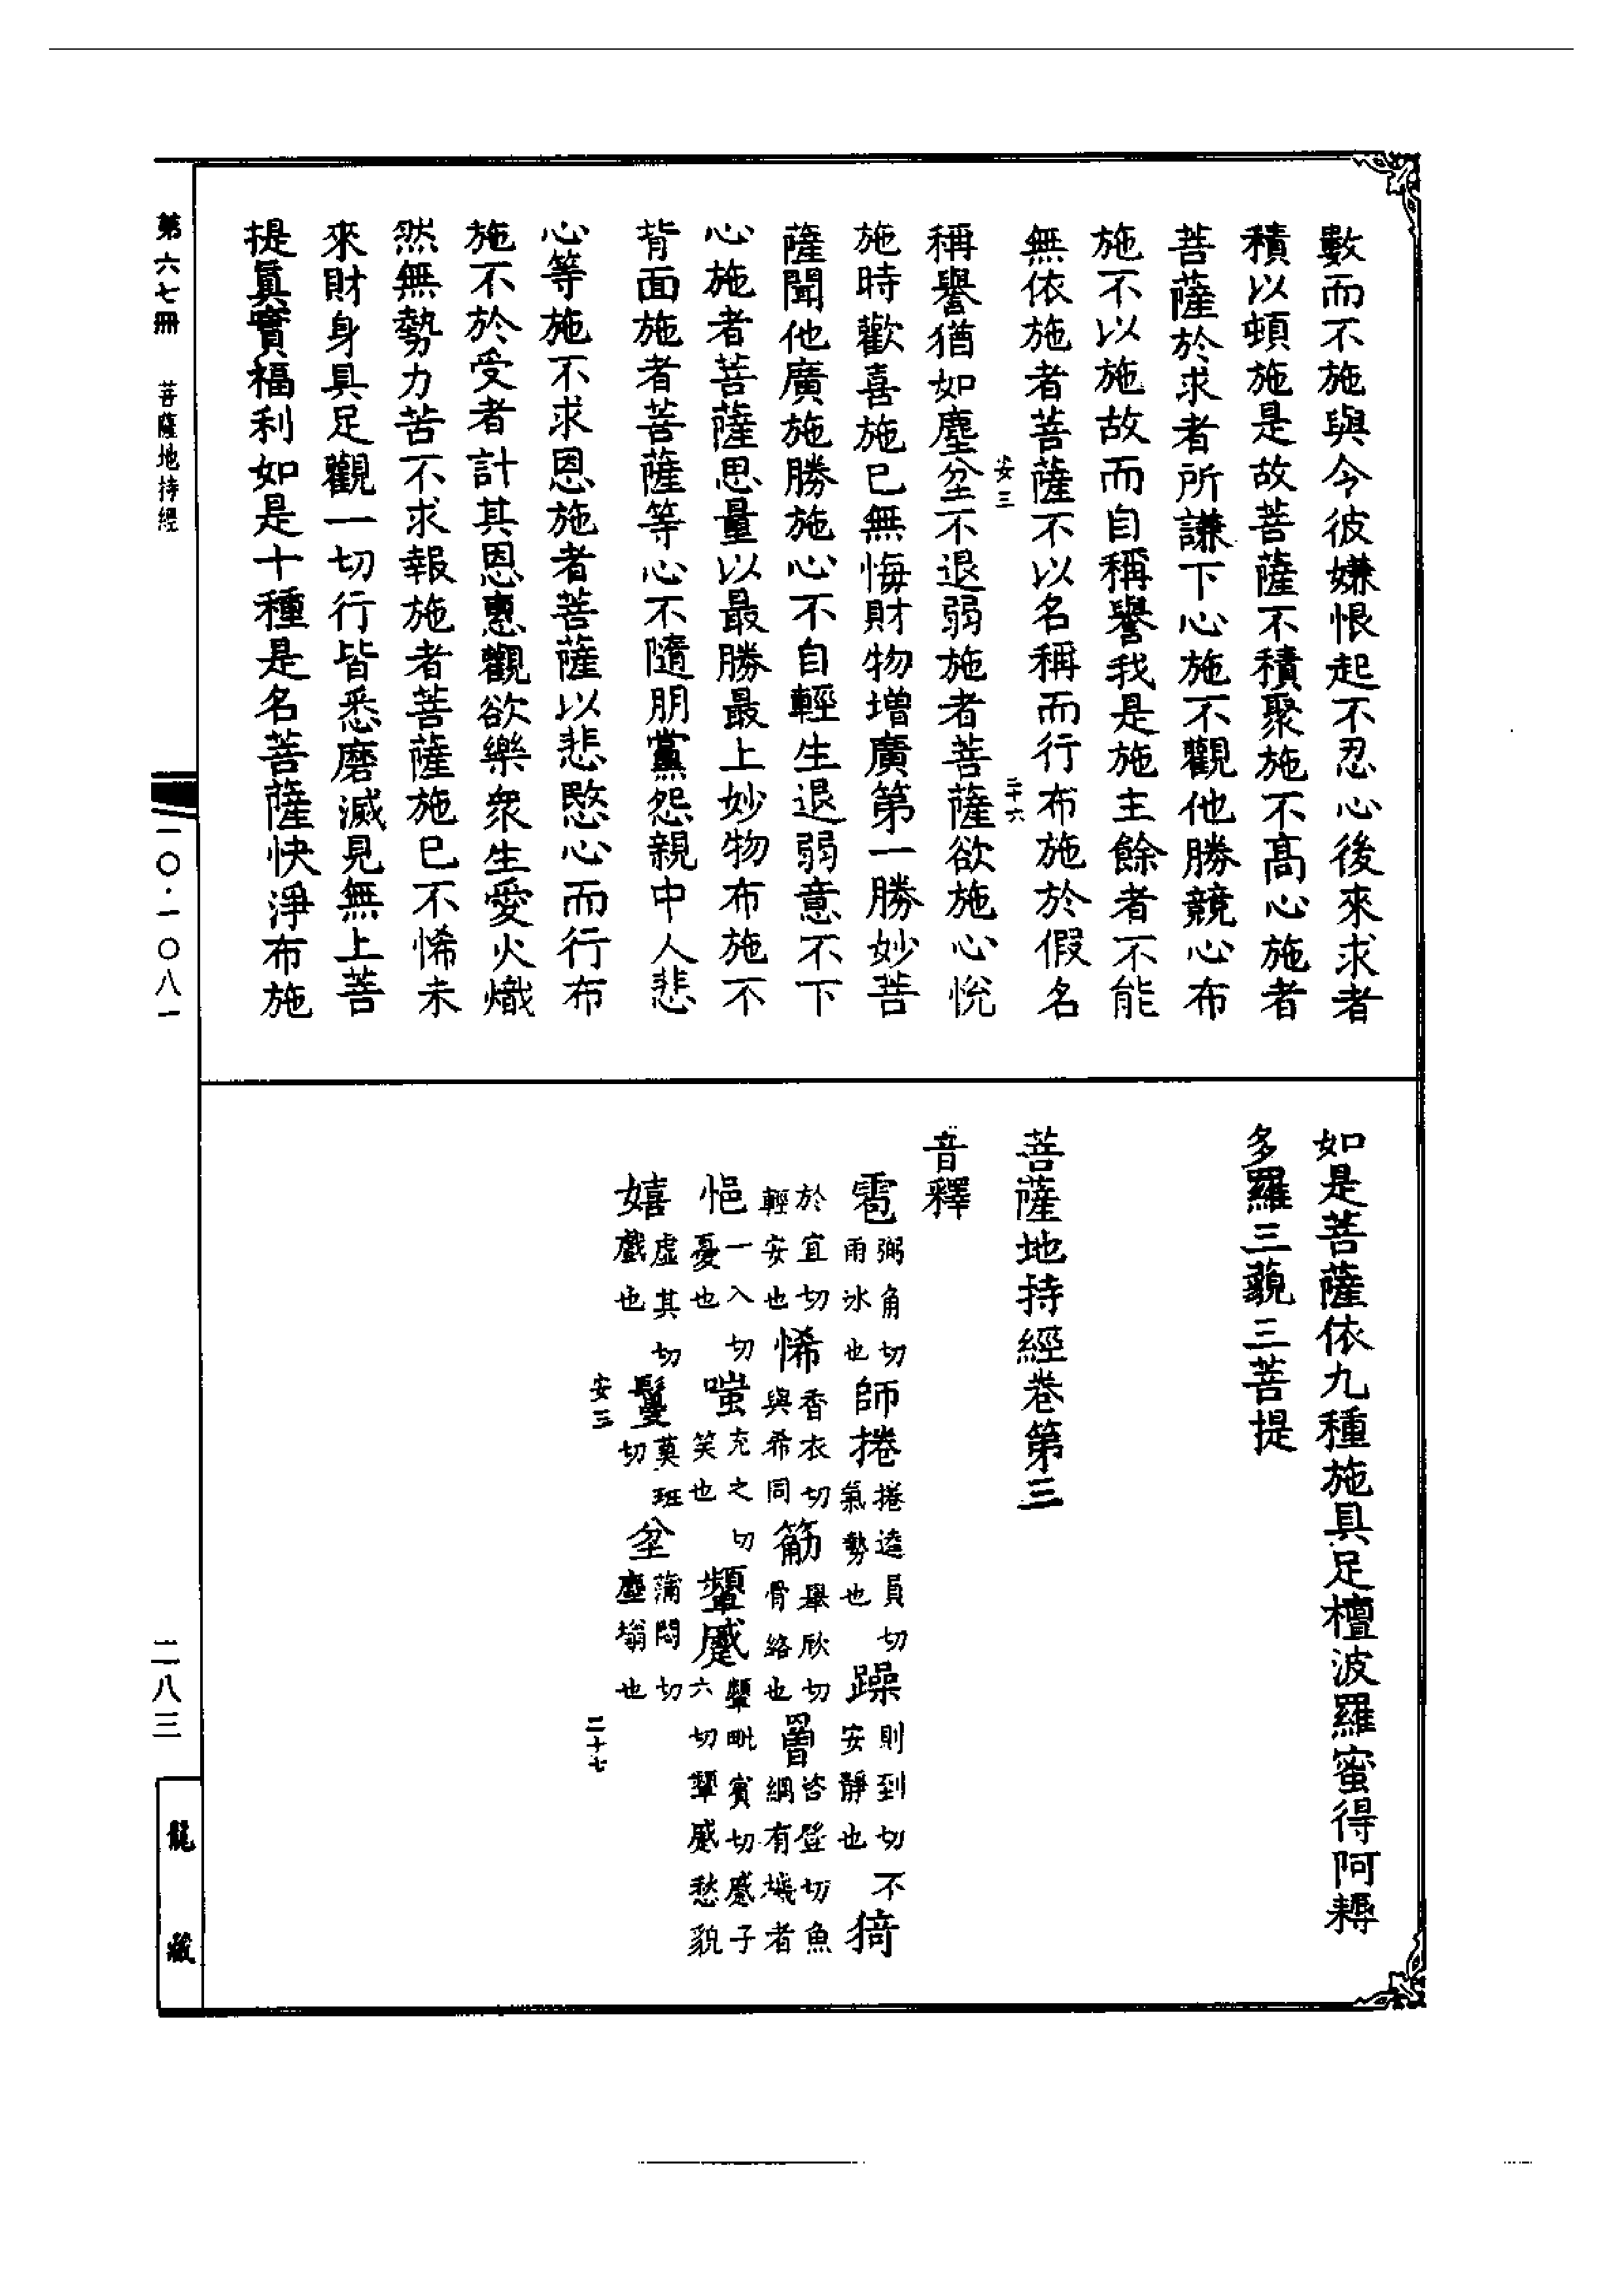 數而不施與今彼嫌恨起不忍心後來求者
積以頓施是故菩薩不積聚施不高心施者
菩薩於求者所謙下心施不觀他勝競心布
施不以施故而自稱譽我是施主餘者不能
無依施者菩薩不以名稱而行布施於假名
安三
二十六
稱譽猶如塵坌不退弱施者菩薩欲施心悅
施時歡喜施已無悔財物增廣第一勝妙菩
薩聞他廣施勝施心不自輕生退弱意不下
心施者菩薩思量以最勝最上妙物布施不
背面施者菩薩等心不隨朋黨怨親中人悲
心等施不求恩施者菩薩以悲愍心而行布
施不於受者計其恩惠觀欲樂眾生愛火熾
然無勢力苦不求報施者菩薩施已不悕未
來財身具足觀一切行皆悉磨滅見無上菩
提真實福利如是十種是名菩薩快淨布施
如是菩薩依九種施具足檀波羅蜜得阿耨
多羅三藐三菩提
菩薩地持經卷第三
音釋
雹弼角切雨冰也師捲捲逵員切氣勢也躁則到切不安靜也猗
於宜切輕安也悕香衣切與希同筋舉欣切骨絡也罾咨登切魚網有機者
悒一入切憂也嗤充之切笑也顰蹙顰毗賓切蹙子六切顰蹙愁貌
嬉虛其切戲也鬘莫班切坌蒲悶切塵塕也
安三
二十七
第六七冊 菩薩地持經
一〇·一〇八一
二八三
龍藏